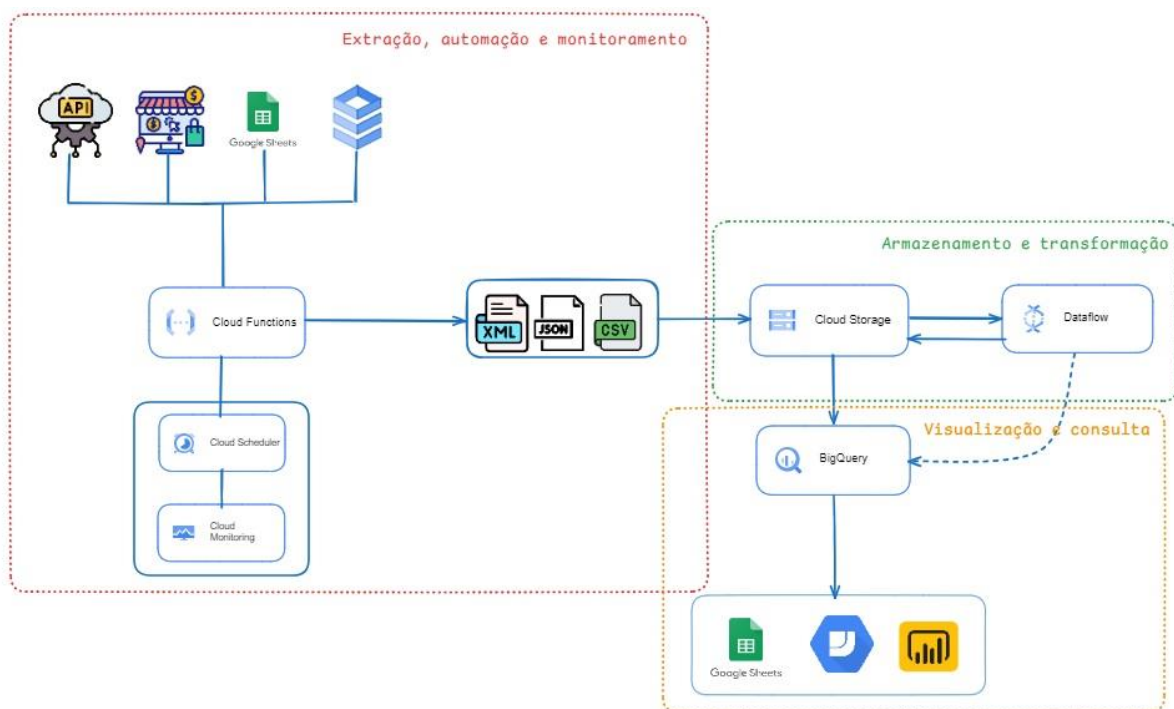 Extração, automação e monitoramento
API
$
$
Google Sheets
Armazenamento e transformação
Cloud Functions
XML
JSON
CSV
Cloud Storage
Dataflow
Cloud Scheduler
Cloud
Monitoring
Visualização e consulta
BigQuery
Google Sheets